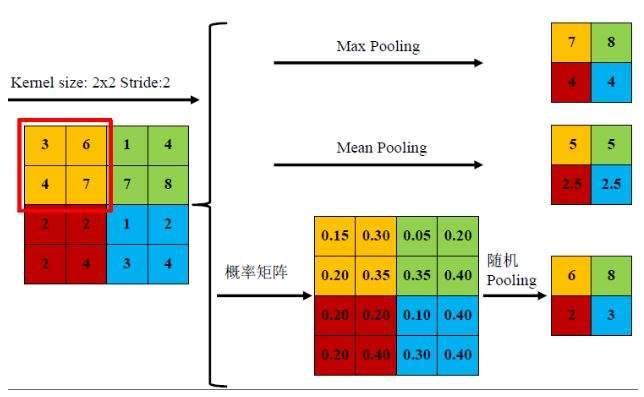 Kernel size: 2x2 Stride:2
3 6 1 4
4 7 7 8
2 2 1 2
2 4 3 4
Max Pooling
7 8
4 4
Mean Pooling
5 5
2.5 2.5
概率矩阵
0.15 0.30 0.05 0.20
0.20 0.35 0.35 0.40
0.20 0.20 0.10 0.40
0.20 0.40 0.30 0.40
随机
Pooling
6 8
2 3